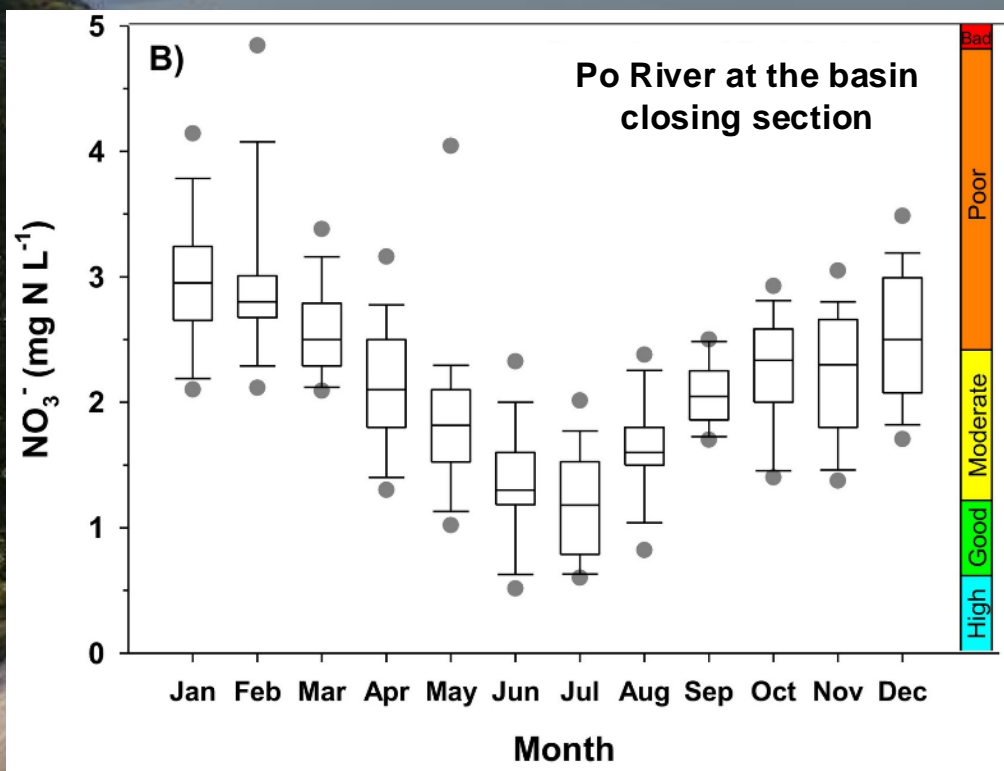 B)
Po River at the basin
closing section
NO₃⁻ (mg N L⁻¹)
5
4
3
2
1
0
Jan Feb Mar Apr May Jun Jul Aug Sep Oct Nov Dec
Month
Bad
Poor
Moderate
Good
High